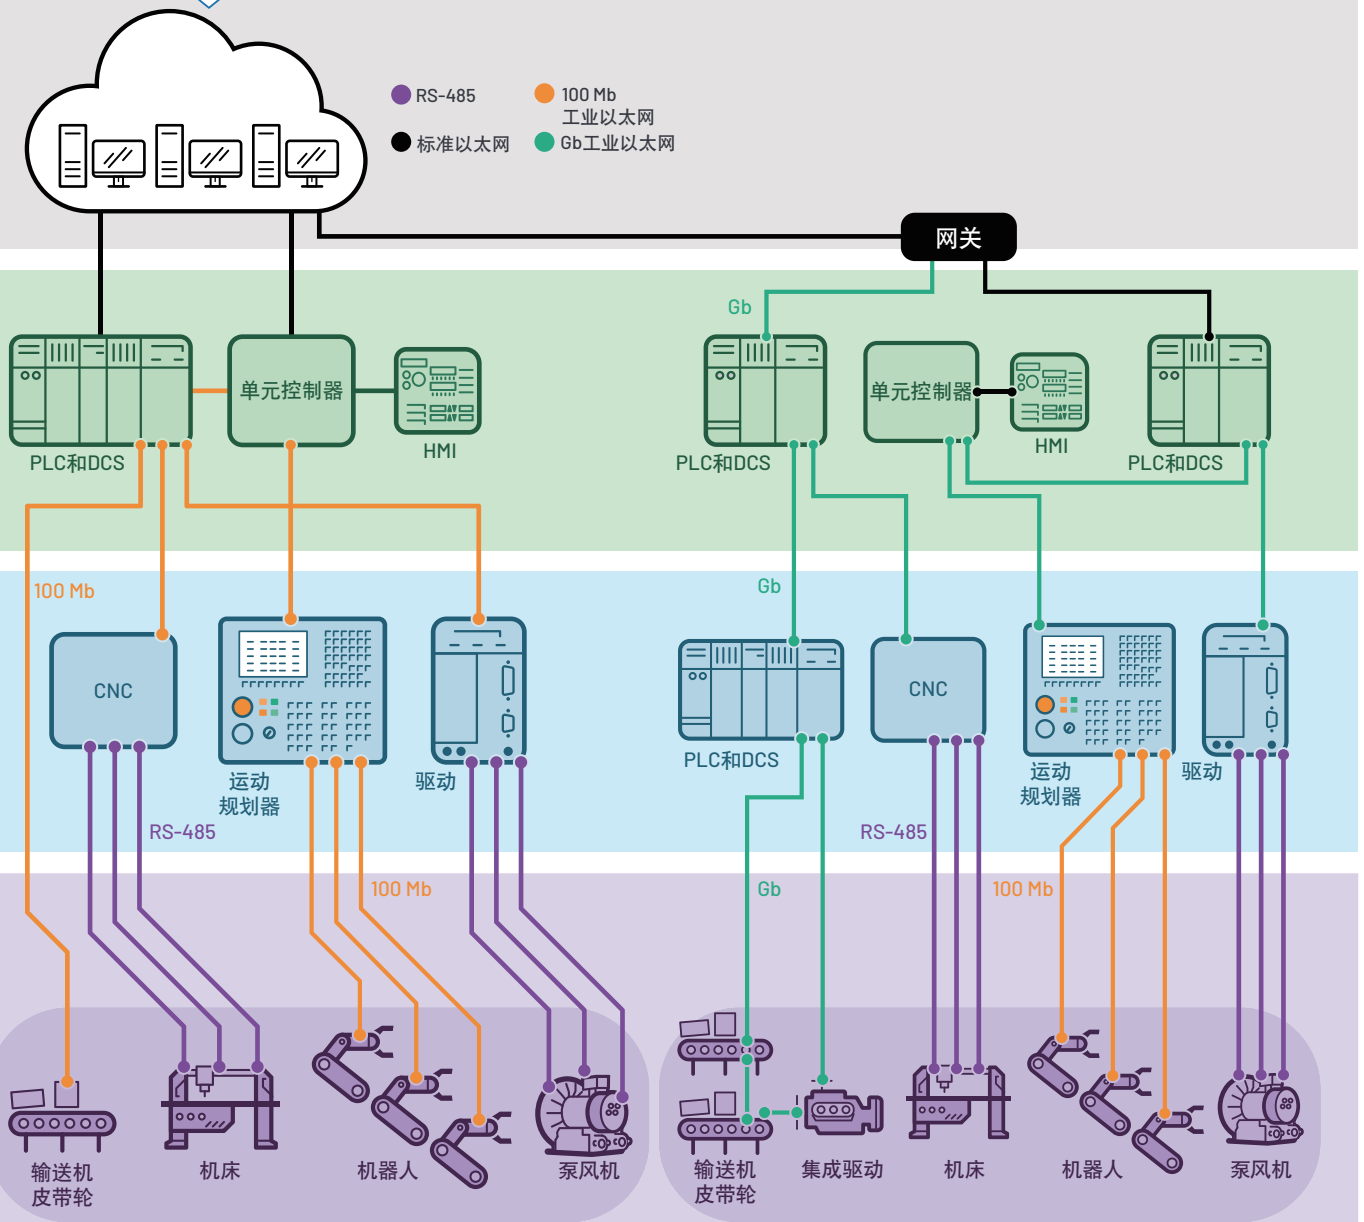 RS-485
100 Mb
工业以太网
标准以太网
Gb工业以太网
网关
Gb
单元控制器
HMI
PLC和DCS
单元控制器
HMI
PLC和DCS
PLC和DCS
100 Mb
Gb
CNC
CNC
PLC和DCS
运动
规划器
驱动
运动
规划器
驱动
RS-485
RS-485
100 Mb
Gb
100 Mb
输送机
皮带轮
机床
机器人
泵风机
输送机
皮带轮
集成驱动
机床
机器人
泵风机